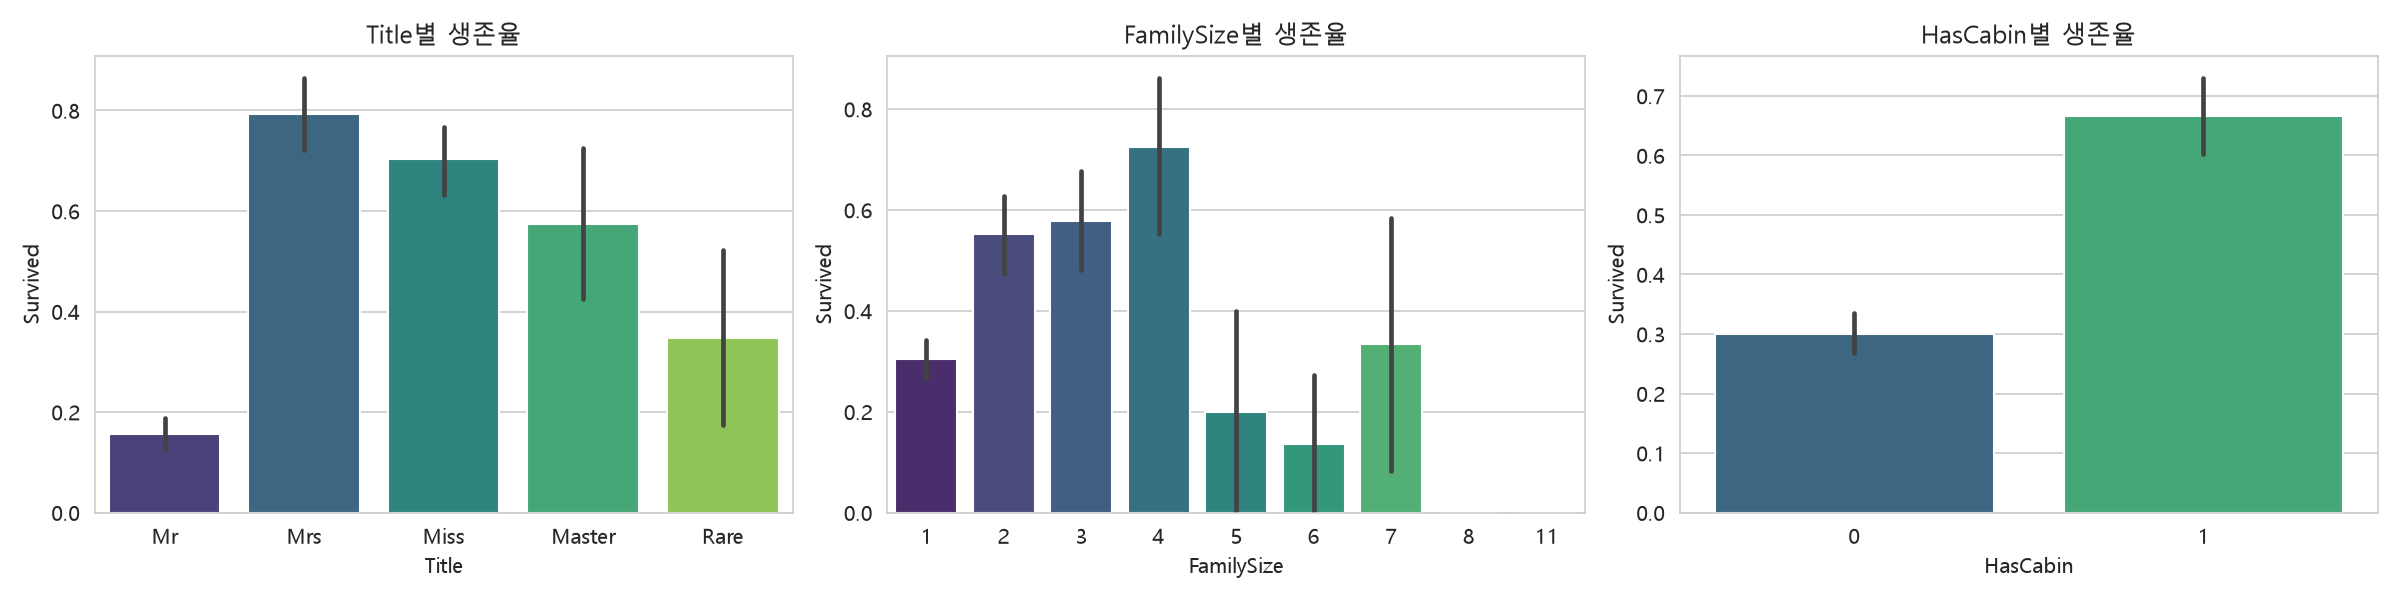 Title별 생존율
0.8
0.6
0.4
0.2
0.0
Survived
Mr Mrs Miss Master Rare
Title
FamilySize별 생존율
0.8
0.6
0.4
0.2
0.0
Survived
1 2 3 4 5 6 7 8 11
FamilySize
HasCabin별 생존율
0.7
0.6
0.5
0.4
0.3
0.2
0.1
0.0
Survived
0 1
HasCabin